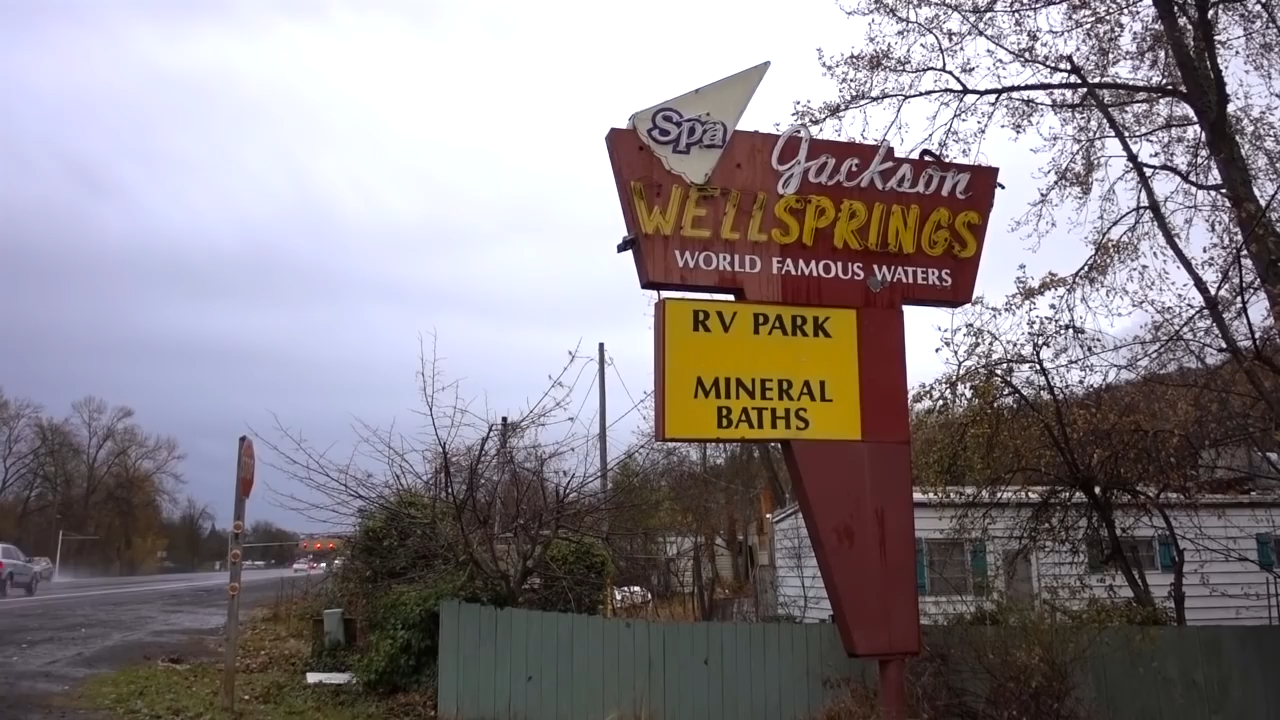 Spa
Jackson
WELLSPRINGS
WORLD FAMOUS WATERS
RV PARK
MINERAL
BATHS